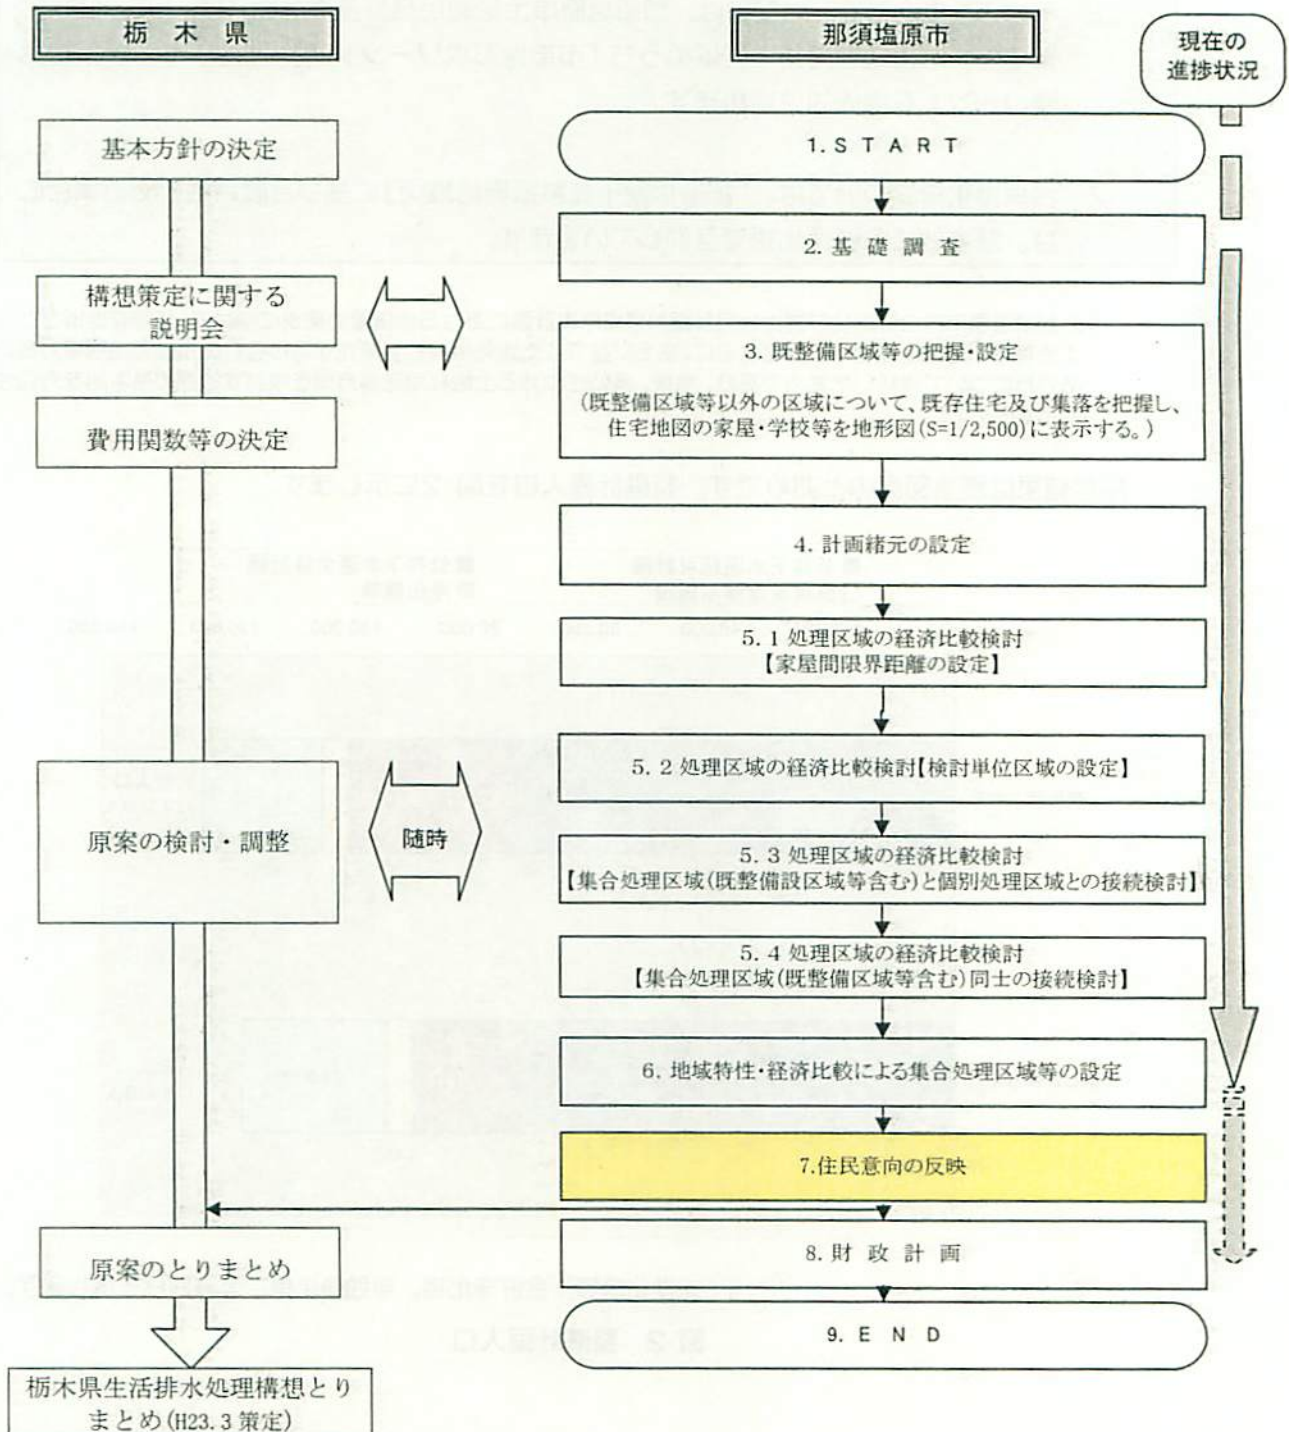 栃木県
那須塩原市
現在の
進捗状況
基本方針の決定
構想策定に関する
説明会
費用関数等の決定
原案の検討・調整
随時
原案のとりまとめ
栃木県生活排水処理構想とり
まとめ(H23.3 策定)
1. S T A R T
2. 基 礎 調 査
3. 既整備区域等の把握・設定
(既整備区域等以外の区域について、既存住宅及び集落を把握し、
住宅地図の家屋・学校等を地形図(S=1/2,500)に表示する。)
4. 計画緒元の設定
5. 1 処理区域の経済比較検討
【家屋間限界距離の設定】
5. 2 処理区域の経済比較検討【検討単位区域の設定】
5. 3 処理区域の経済比較検討
【集合処理区域(既整備設区域等含む)と個別処理区域との接続検討】
5. 4 処理区域の経済比較検討
【集合処理区域(既整備区域等含む)同士の接続検討】
6. 地域特性・経済比較による集合処理区域等の設定
7.住民意向の反映
8. 財 政 計 画
9. E N D